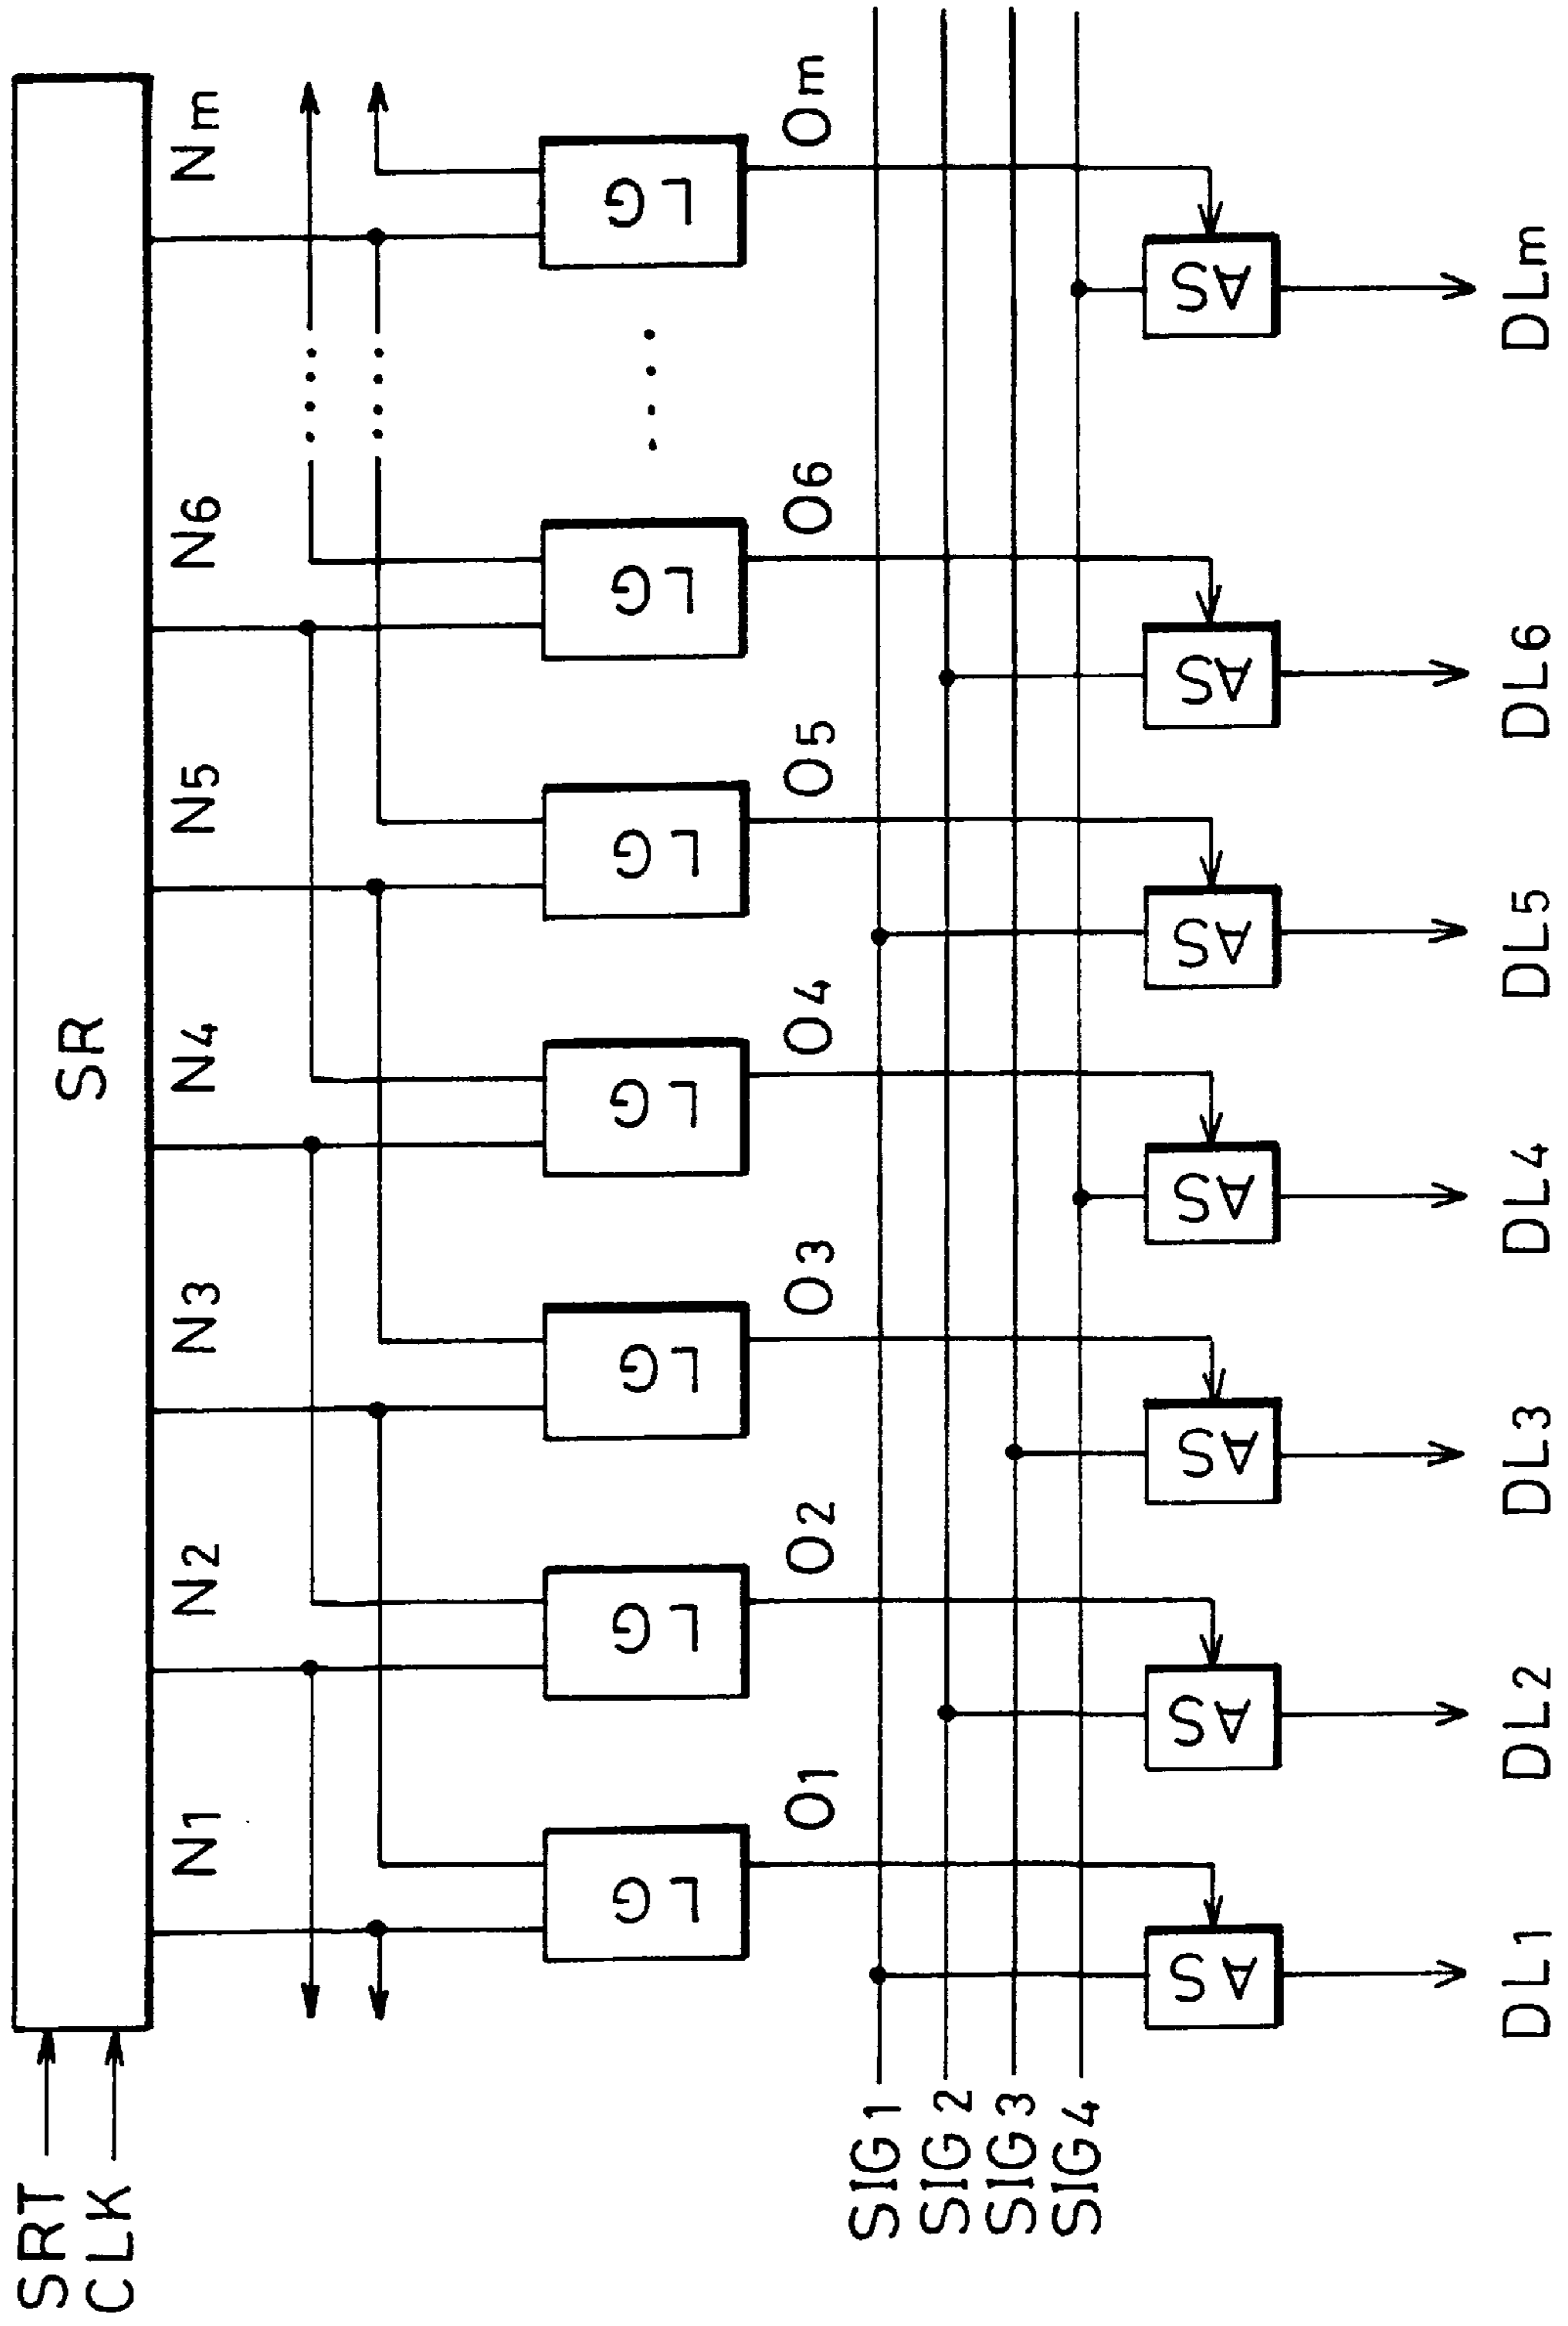 SRT
CLK
SR
N1 N2 N3 N4 N5 N6 Nm
LG LG LG LG LG LG LG
O1 O2 O3 O4 O5 O6 Om
SIG1
SIG2
SIG3
SIG4
AS AS AS AS AS AS AS
DL1 DL2 DL3 DL4 DL5 DL6 DLm